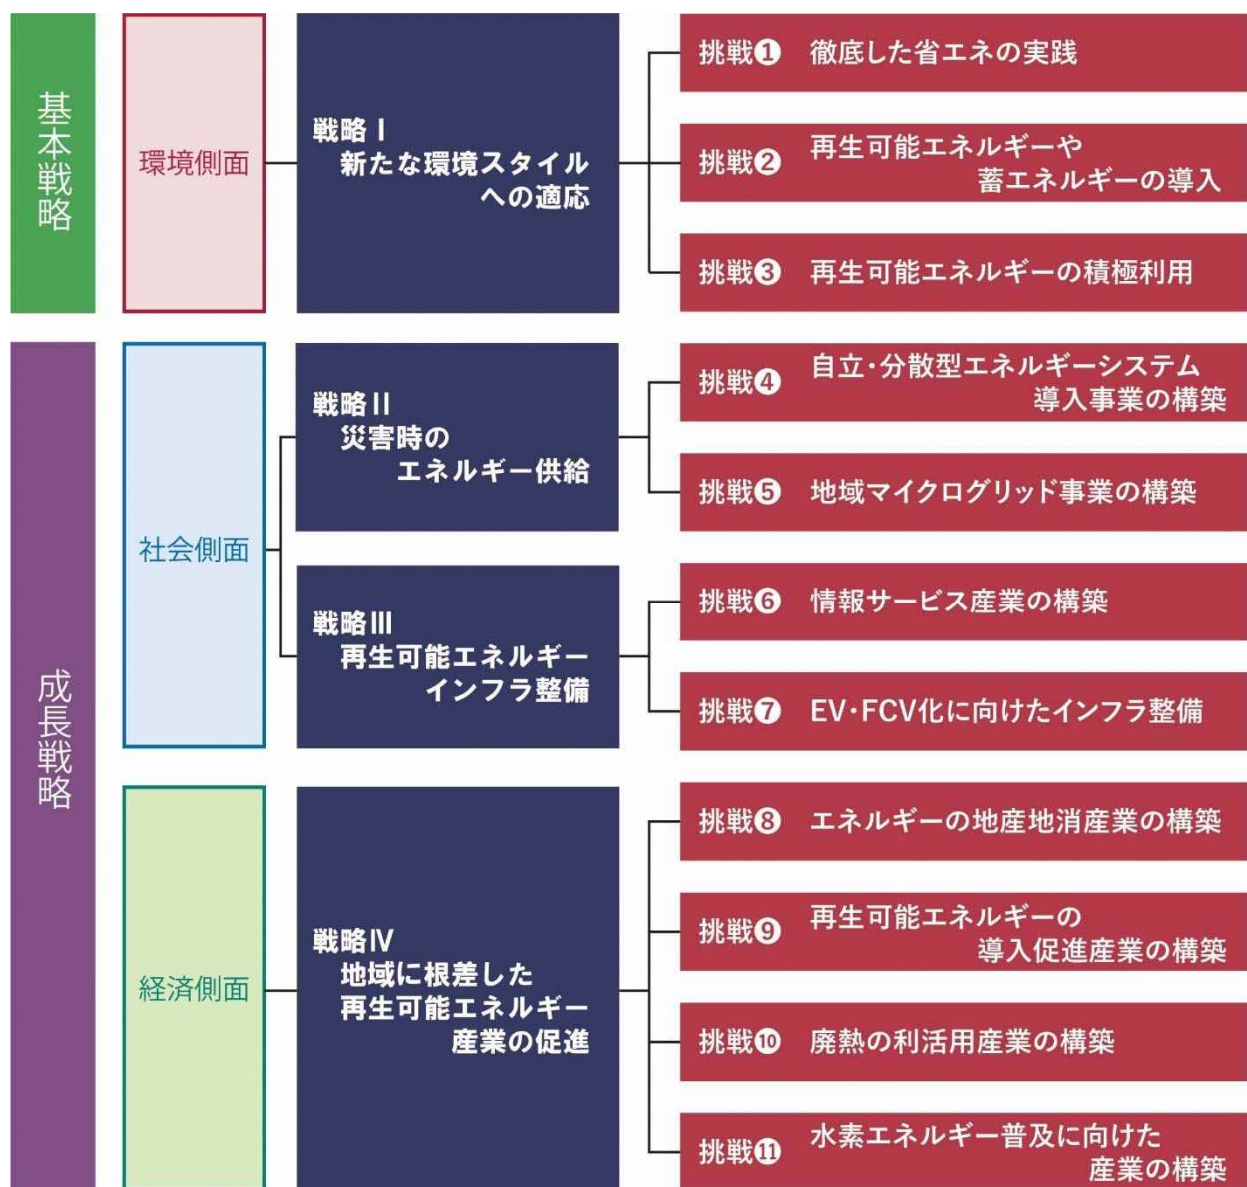 基本戦略
環境側面
戦略Ⅰ
新たな環境スタイル
への適応
挑戦❶ 徹底した省エネの実践
挑戦❷ 再生可能エネルギーや
蓄エネルギーの導入
挑戦❸ 再生可能エネルギーの積極利用
成長戦略
社会側面
戦略Ⅱ
災害時の
エネルギー供給
挑戦❹ 自立・分散型エネルギーシステム
導入事業の構築
挑戦❺ 地域マイクログリッド事業の構築
戦略Ⅲ
再生可能エネルギー
インフラ整備
挑戦❻ 情報サービス産業の構築
挑戦❼ EV・FCV化に向けたインフラ整備
経済側面
戦略Ⅳ
地域に根差した
再生可能エネルギー
産業の促進
挑戦❽ エネルギーの地産地消産業の構築
挑戦❾ 再生可能エネルギーの
導入促進産業の構築
挑戦❿ 廃熱の利活用産業の構築
挑戦⓫ 水素エネルギー普及に向けた
産業の構築